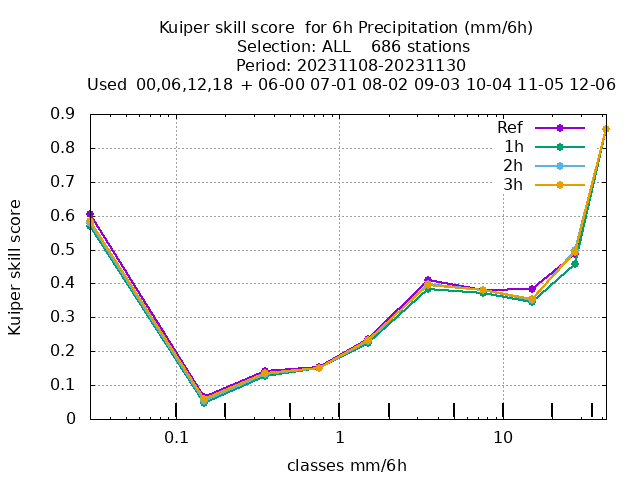 Kuiper skill score  for 6h Precipitation (mm/6h)
Selection: ALL    686 stations
Period: 20231108-20231130
Used  00,06,12,18  + 06-00 07-01 08-02 09-03 10-04 11-05 12-06
0.9
0.8
0.7
0.6
0.5
0.4
0.3
0.2
0.1
0
Kuiper skill score
Ref
1h
2h
3h
0.1 1 10
classes mm/6h